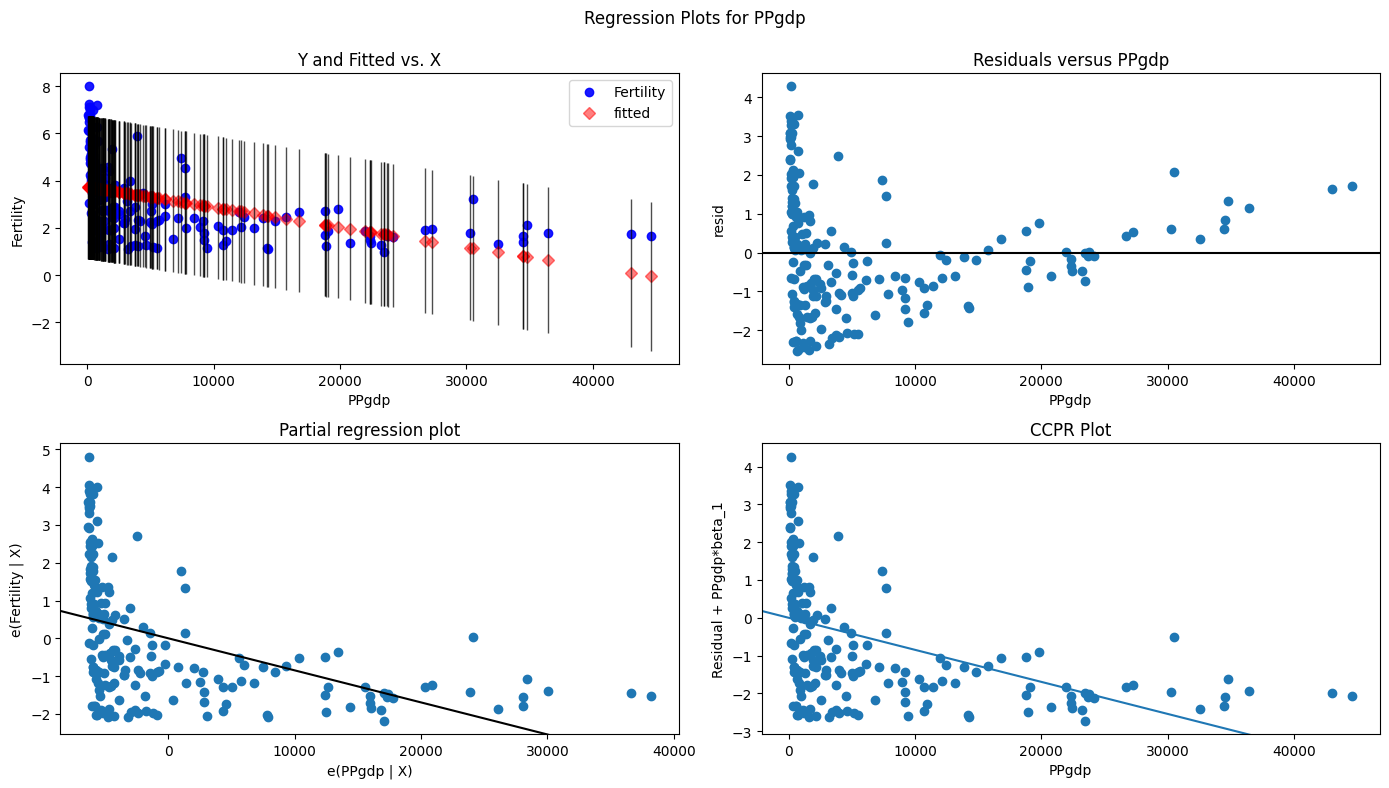 Regression Plots for PPgdp
Y and Fitted vs. X
Fertility
8
6
4
2
0
−2
0 10000 20000 30000 40000
PPgdp
Fertility
fitted
Residuals versus PPgdp
resid
4
3
2
1
0
−1
−2
0 10000 20000 30000 40000
PPgdp
Partial regression plot
e(Fertility | X)
5
4
3
2
1
0
−1
−2
0 10000 20000 30000 40000
e(PPgdp | X)
CCPR Plot
Residual + PPgdp*beta_1
4
3
2
1
0
−1
−2
−3
0 10000 20000 30000 40000
PPgdp